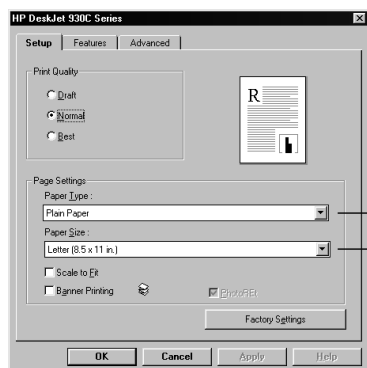 HP DeskJet 930C Series
Setup Features Advanced
Print Quality
Draft
Normal
Best
R
Page Settings
Paper Type :
Plain Paper
Paper Size :
Letter (8.5 x 11 in.)
Scale to Fit
Banner Printing PhotoREt
Factory Settings
OK Cancel Apply Help